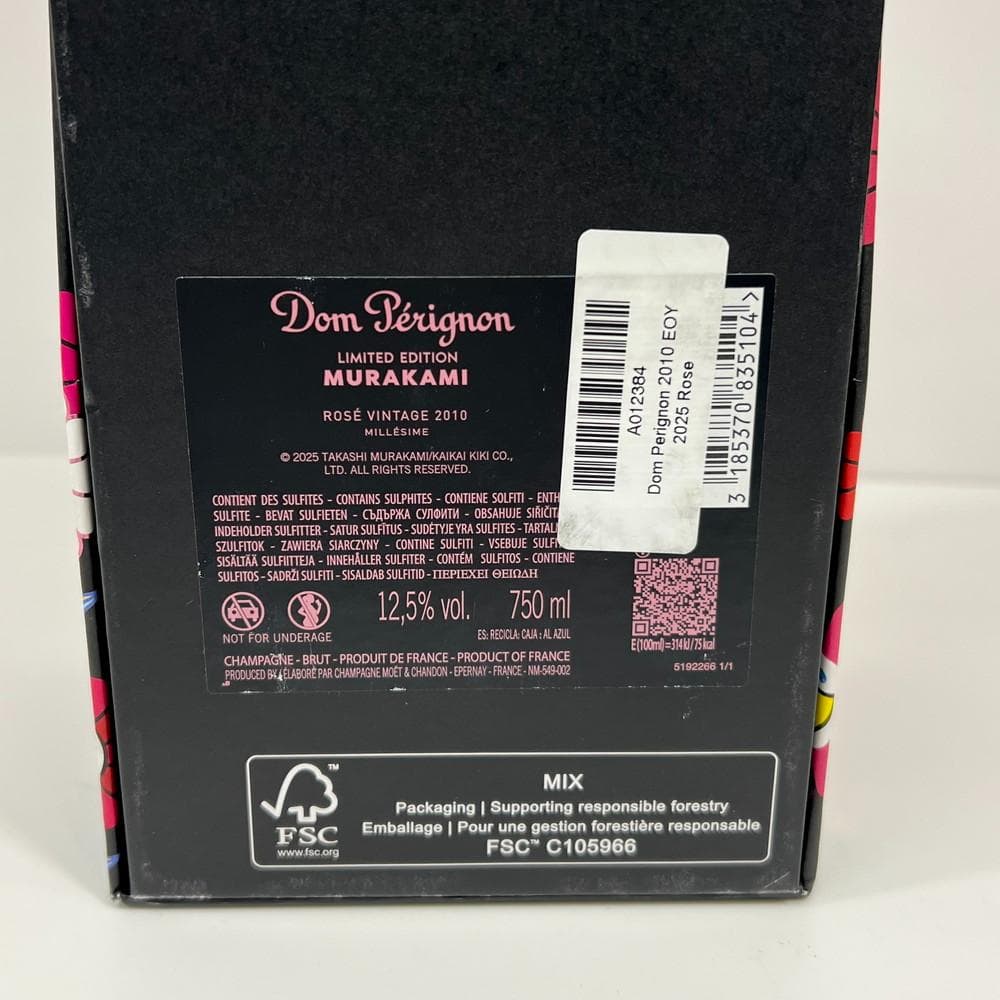 Dom Pérignon
LIMITED EDITION
MURAKAMI
ROSÉ VINTAGE 2010
MILLÉSIME
© 2025 TAKASHI MURAKAMI/KAIKAI KIKI CO.,
LTD. ALL RIGHTS RESERVED.
CONTIENT DES SULFITES - CONTAINS SULPHITES - CONTIENE SOLFITI -
SULFITE - BEVAT SULFIETEN - СЪДЪРЖА СУЛФИТИ - OBSAHUJE
INDEHOLDER SULFITTER - SATUR SULFĪTUS - SUDĖTYJE YRA SULFITES -
SZULFITOK - ZAWIERA SIARCZYNY - CONTINE SULFITI - VSEBUJE
SISÄLTÄÄ SULFIITTEJA - INNEHÅLLER SULFITER - CONTÉM SULFITOS - CONTIENE
SULFITOS - SADRŽI SULFITI - SISALDAB SULFITID - ΠΕΡΙΕΧΕΙ ΘΕΙΩΔΗ
NOT FOR UNDERAGE
12,5% vol.
750 ml
ES: RECICLA: CAJA : AL AZUL
CHAMPAGNE - BRUT - PRODUIT DE FRANCE - PRODUCT OF FRANCE
PRODUCED BY / ÉLABORÉ PAR CHAMPAGNE MOËT & CHANDON - EPERNAY - FRANCE - NM-549-002
A012384
Dom Perignon 2010 EOY
2025 Rose
3 185370 835104 >
E(100ml)=314kJ/75kcal
5192266 1/1
FSC
™
www.fsc.org
MIX
Packaging | Supporting responsible forestry
Emballage | Pour une gestion forestière responsable
FSC™ C105966